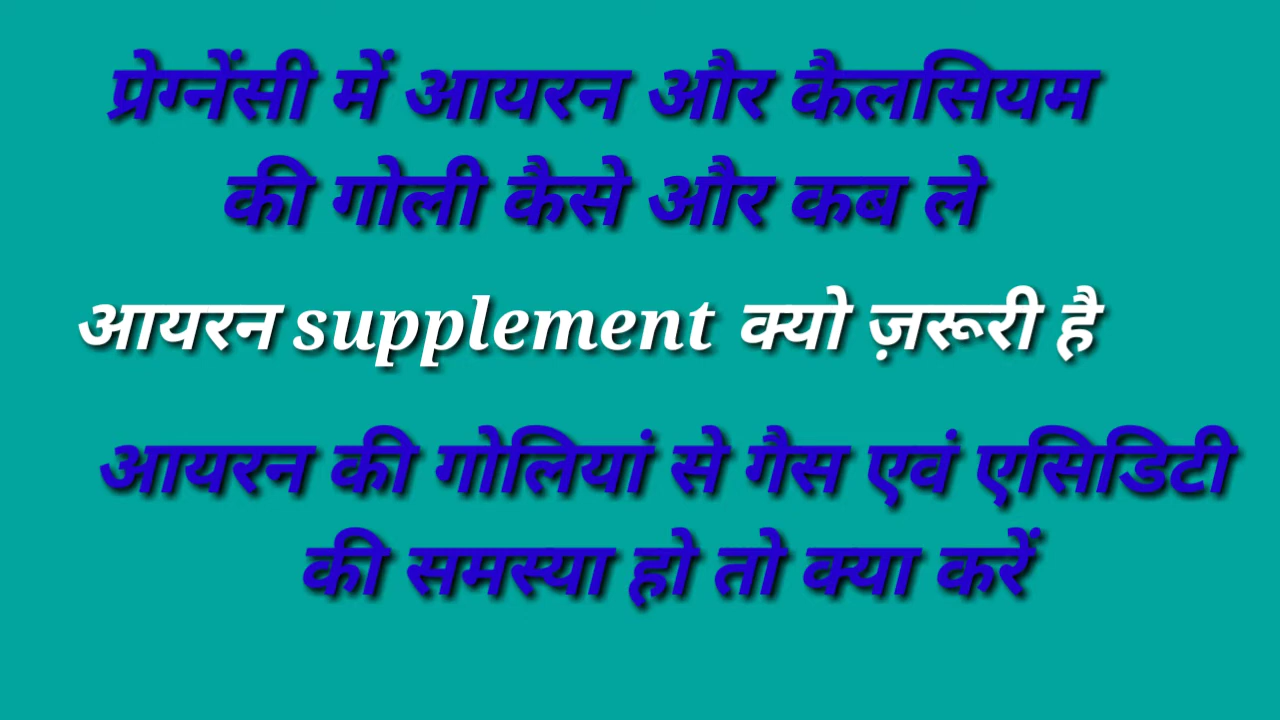 प्रेग्नेंसी में आयरन और कैलसियम
की गोली कैसे और कब ले
आयरन supplement क्यो ज़रूरी है
आयरन की गोलियां से गैस एवं एसिडिटी
की समस्या हो तो क्या करें